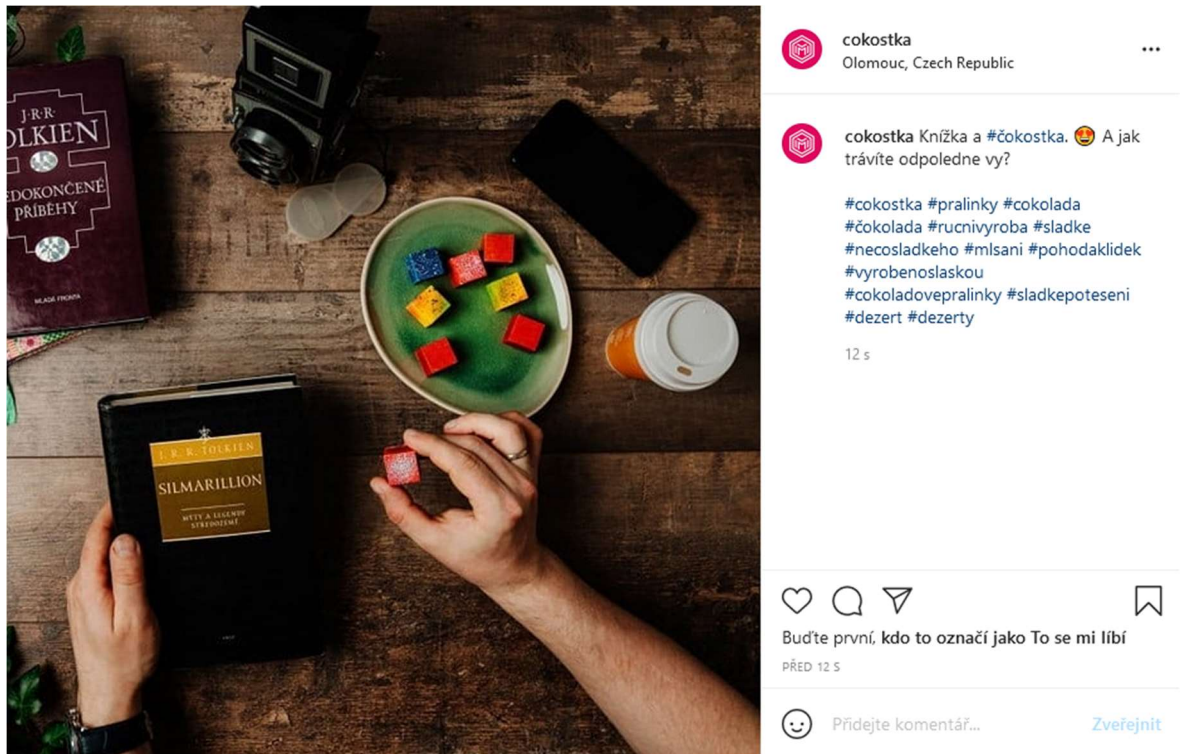 J·R·R·
TOLKIEN
NEDOKONČENÉ
PŘÍBĚHY
MLADÁ FRONTA
J. R. R. TOLKIEN
SILMARILLION
MÝTY A LEGENDY
STŘEDOZEMĚ
cokostka
Olomouc, Czech Republic
cokostka Knížka a #čokostka. 😍 A jak
trávíte odpoledne vy?
#cokostka #pralinky #cokolada
#čokolada #rucnivyroba #sladke
#necosladkeho #mlsani #pohodaklidek
#vyrobenoslaskou
#cokoladovepralinky #sladkepoteseni
#dezert #dezerty
12 s
Buďte první, kdo to označí jako To se mi líbí
PŘED 12 S
Přidejte komentář... Zveřejnit